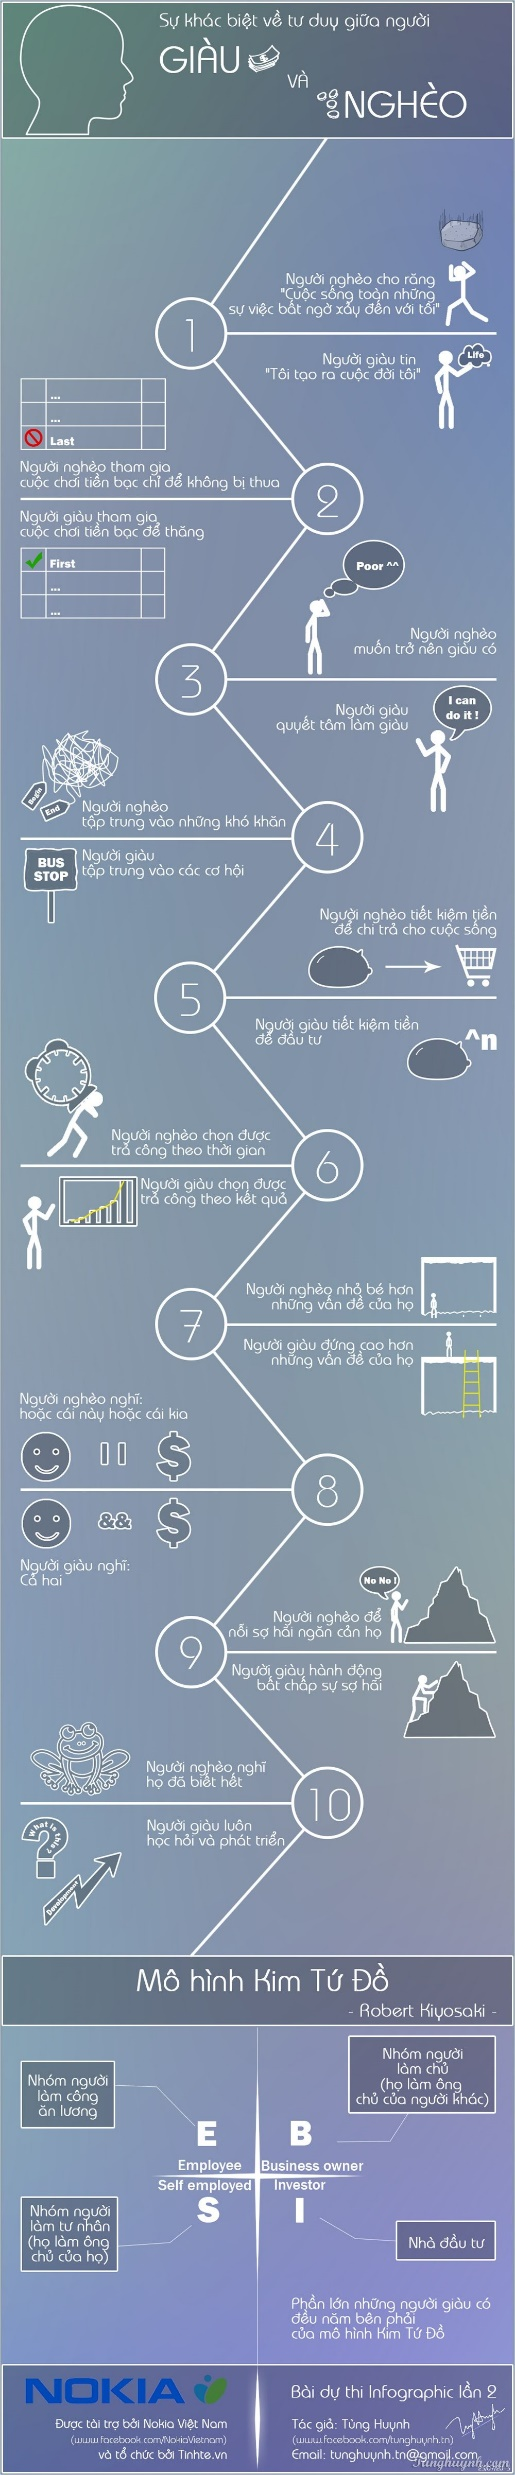 Sự khác biệt về tư duy giữa người
GIÀU
VÀ
NGHÈO
Người nghèo cho rằng
"Cuộc sống toàn những
sự việc bất ngờ xảy đến với tôi"
1
Người giàu tin
"Tôi tạo ra cuộc đời tôi"
Life
...
...
Last
Người nghèo tham gia
cuộc chơi tiền bạc chỉ để không bị thua
2
Người giàu tham gia
cuộc chơi tiền bạc để thắng
First
...
...
Poor ^^
Người nghèo
muốn trở nên giàu có
3
Người giàu
quyết tâm làm giàu
I can
do it !
Begin
End
Người nghèo
tập trung vào những khó khăn
4
BUS
STOP
Người giàu
tập trung vào các cơ hội
Người nghèo tiết kiệm tiền
để chi trả cho cuộc sống
5
Người giàu tiết kiệm tiền
để đầu tư
^n
Người nghèo chọn được
trả công theo thời gian
6
Người giàu chọn được
trả công theo kết quả
Người nghèo nhỏ bé hơn
những vấn đề của họ
7
Người giàu đứng cao hơn
những vấn đề của họ
Người nghèo nghĩ:
hoặc cái này hoặc cái kia
|| $
8
&& $
Người giàu nghĩ:
Cả hai
No No !
Người nghèo để
nỗi sợ hãi ngăn cản họ
9
Người giàu hành động
bất chấp sự sợ hãi
Người nghèo nghĩ
họ đã biết hết
10
What is this?
Người giàu luôn
học hỏi và phát triển
Development
Mô hình Kim Tứ Đồ
- Robert Kiyosaki -
Nhóm người
làm công
ăn lương
Nhóm người
làm chủ
(họ làm ông
chủ của người khác)
E
B
Employee
Business owner
Self employed
Investor
S
I
Nhóm người
làm tư nhân
(họ làm ông
chủ của họ)
Nhà đầu tư
Phần lớn những người giàu có
đều nằm bên phải
của mô hình Kim Tứ Đồ
NOKIA
Được tài trợ bởi Nokia Việt Nam
(www.facebook.com/NokiaVietnam)
và tổ chức bởi Tinhte.vn
Bài dự thi Infographic lần 2
Tác giả: Tùng Huỳnh
(www.facebook.com/tunghuynh.tn)
Email: tunghuynh.tn@gmail.com
Tunghuynh.com